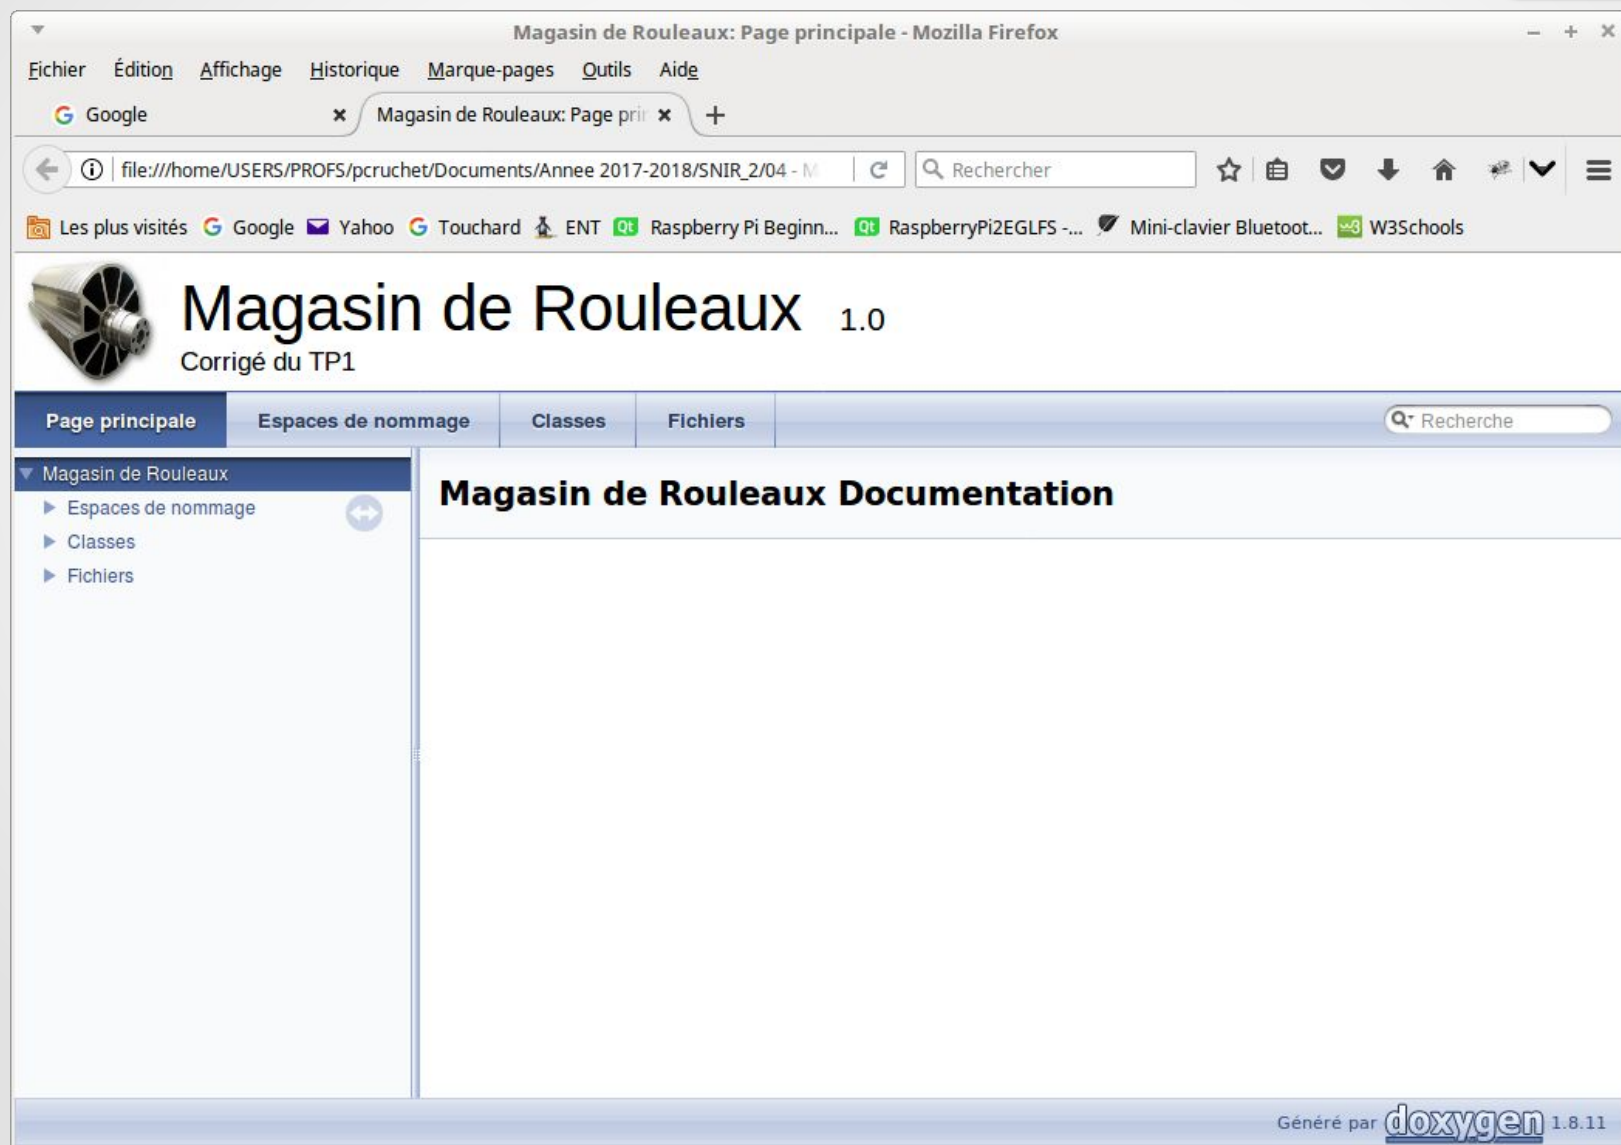 Magasin de Rouleaux: Page principale - Mozilla Firefox
Fichier Édition Affichage Historique Marque-pages Outils Aide
Google Magasin de Rouleaux: Page prin
file:///home/USERS/PROFS/pcruchet/Documents/Annee 2017-2018/SNIR_2/04 - M Rechercher
Les plus visités Google Yahoo Touchard ENT Qt Raspberry Pi Beginn... Qt RaspberryPi2EGLFS -... Mini-clavier Bluetoot... W3Schools
Magasin de Rouleaux 1.0
Corrigé du TP1
Page principale Espaces de nommage Classes Fichiers Recherche
Magasin de Rouleaux
Espaces de nommage
Classes
Fichiers
Magasin de Rouleaux Documentation
Généré par doxygen 1.8.11